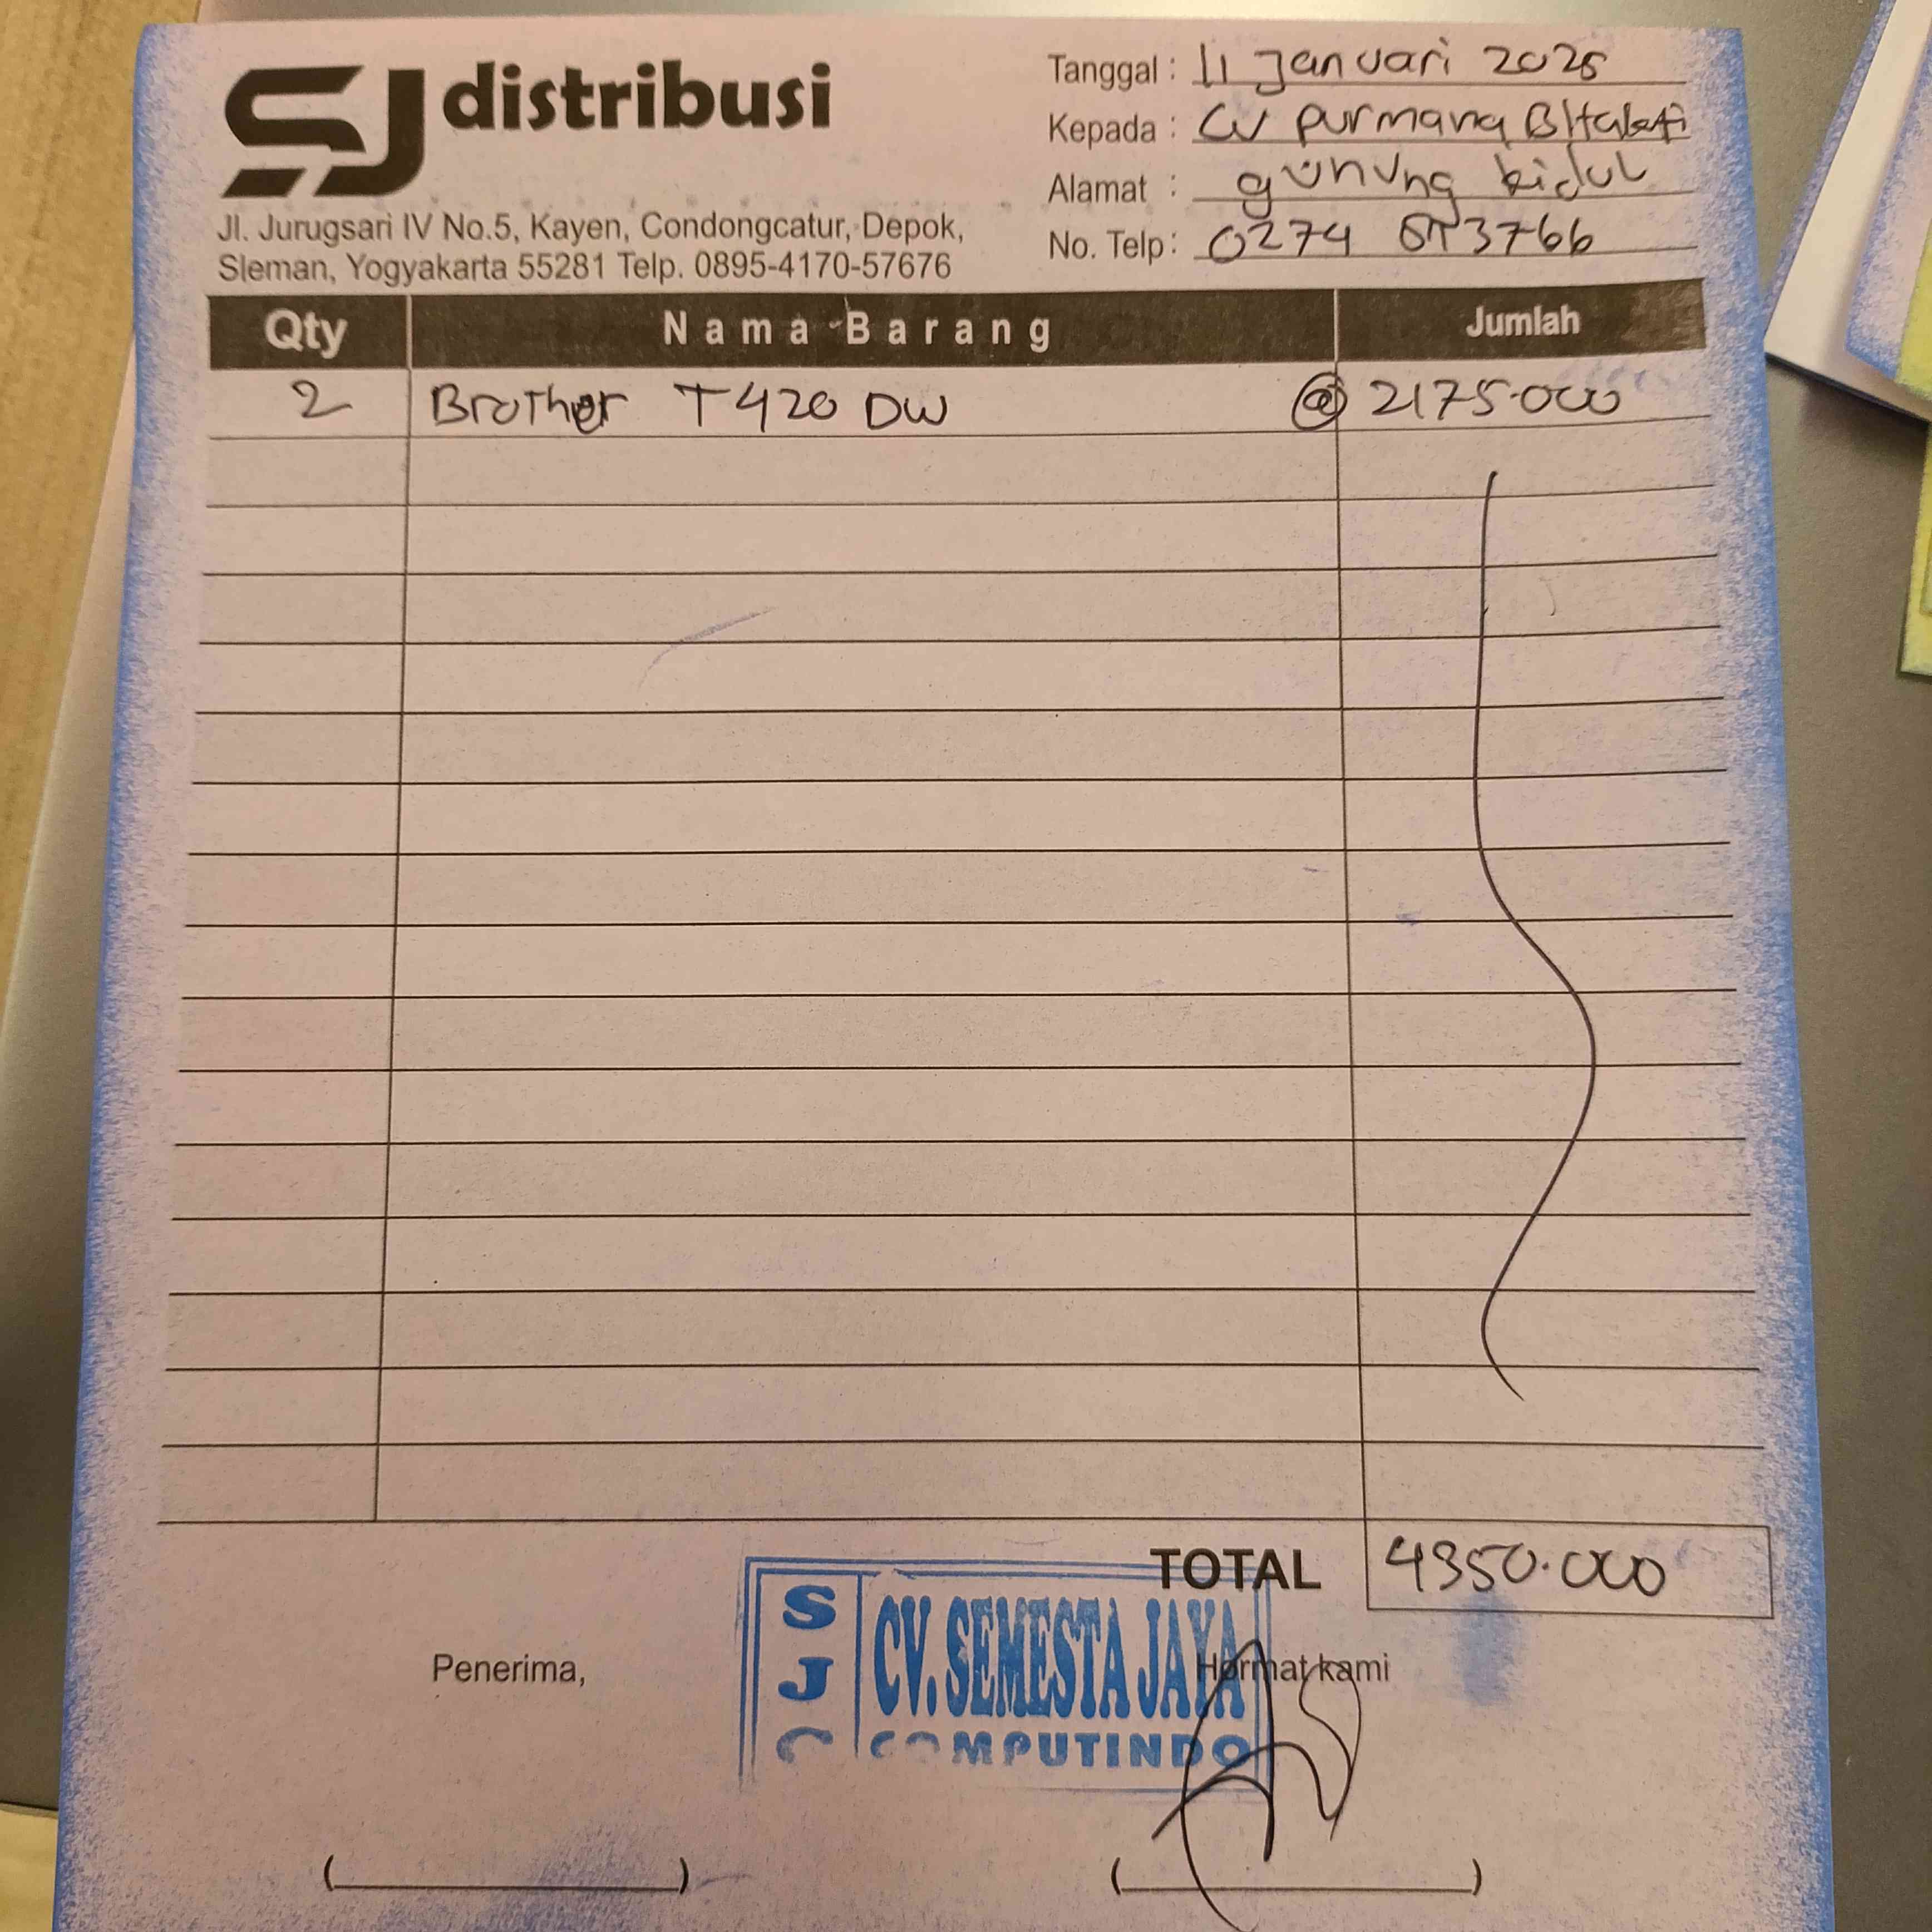 SJ distribusi
Jl. Jurugsari IV No.5, Kayen, Condongcatur, Depok,
Sleman, Yogyakarta 55281 Telp. 0895-4170-57676
Tanggal : 11 Januari 2025
Kepada : CV purmana
Alamat : gunung kidul
No. Telp : 0274
Qty Nama Barang Jumlah
2 Brother T420 DW @ 2175.000
TOTAL 4350.000
Penerima, Hormat kami
SJC CV. SEMESTA JAYA
COMPUTINDO
( ) ( )